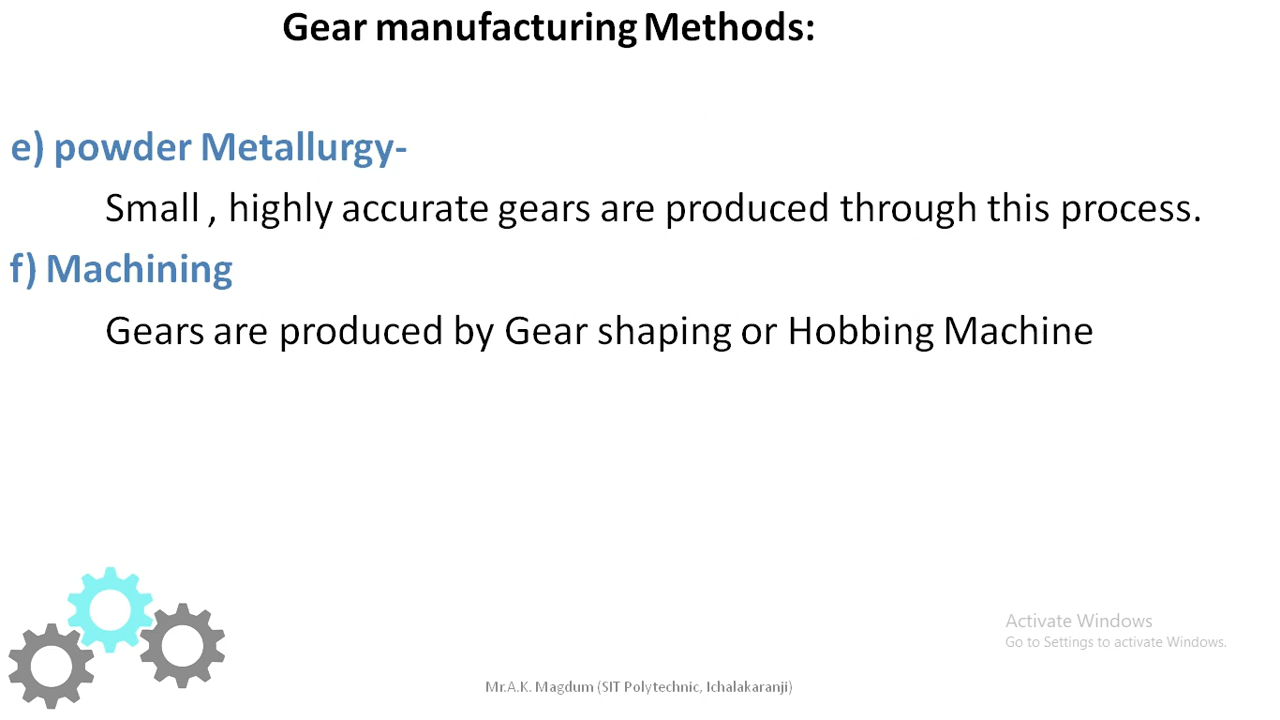 Gear manufacturing Methods:
e) powder Metallurgy-
Small , highly accurate gears are produced through this process.
f) Machining
Gears are produced by Gear shaping or Hobbing Machine
Activate Windows
Go to Settings to activate Windows.
Mr.A.K. Magdum (SIT Polytechnic, Ichalakaranji)